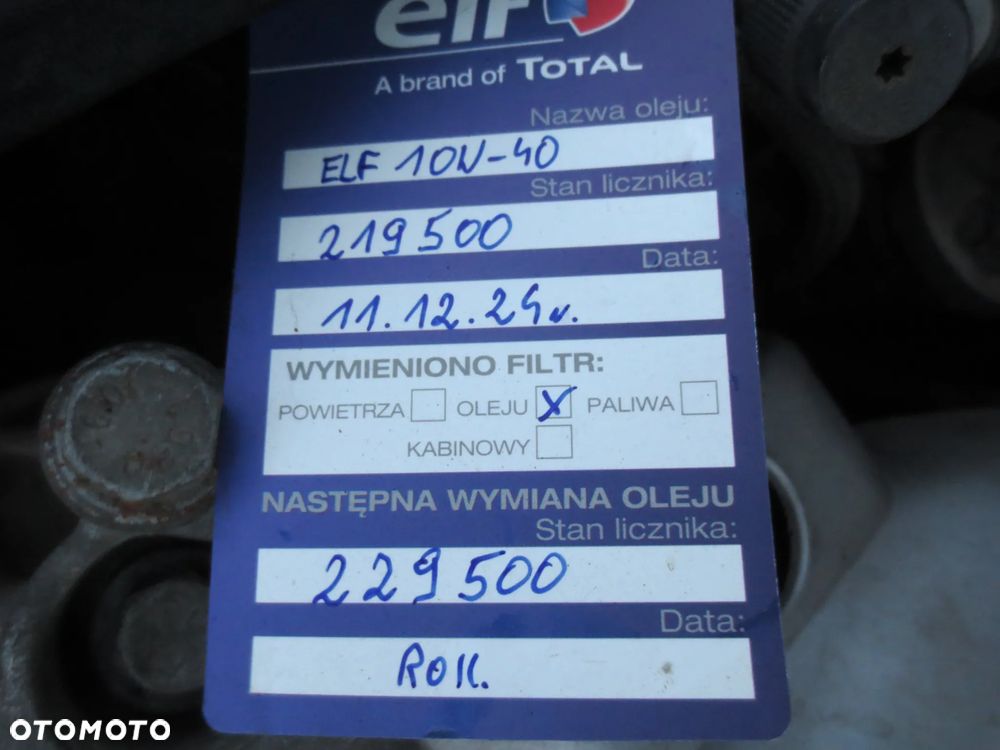 elf
A brand of TOTAL
Nazwa oleju:
ELF 10W-40
Stan licznika:
219500
Data:
11.12.24r.
WYMIENIONO FILTR:
POWIETRZA OLEJU X PALIWA
KABINOWY
NASTĘPNA WYMIANA OLEJU
Stan licznika:
229500
Data:
ROK.
OTOMOTO